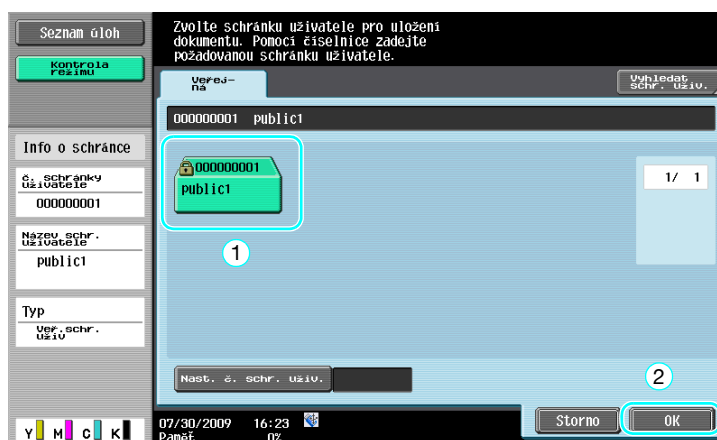 Seznam úloh
Kontrola
režimu
Zvolte schránku uživatele pro uložení
dokumentu. Pomocí číselnice zadejte
požadovanou schránku uživatele.
Veřej-
ná
Vyhledat
schr. uživ.
000000001 public1
Info o schránce
č. schránky
uživatele
000000001
Název schr.
uživatele
public1
Typ
Veř.schr.
uživ
000000001
public1
1/ 1
1
2
Nast. č. schr. uživ.
Storno
OK
Y M C K
07/30/2009 16:23
Paměť 0%